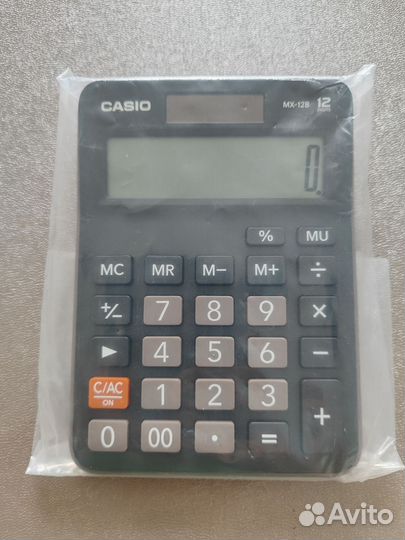 CASIO MX-12B 12
DIGITS
0.
% MU
MC MR M− M+ ÷
+/− 7 8 9 ×
▶ 4 5 6 −
C/AC
ON 1 2 3 +
0 00 • =
Avito